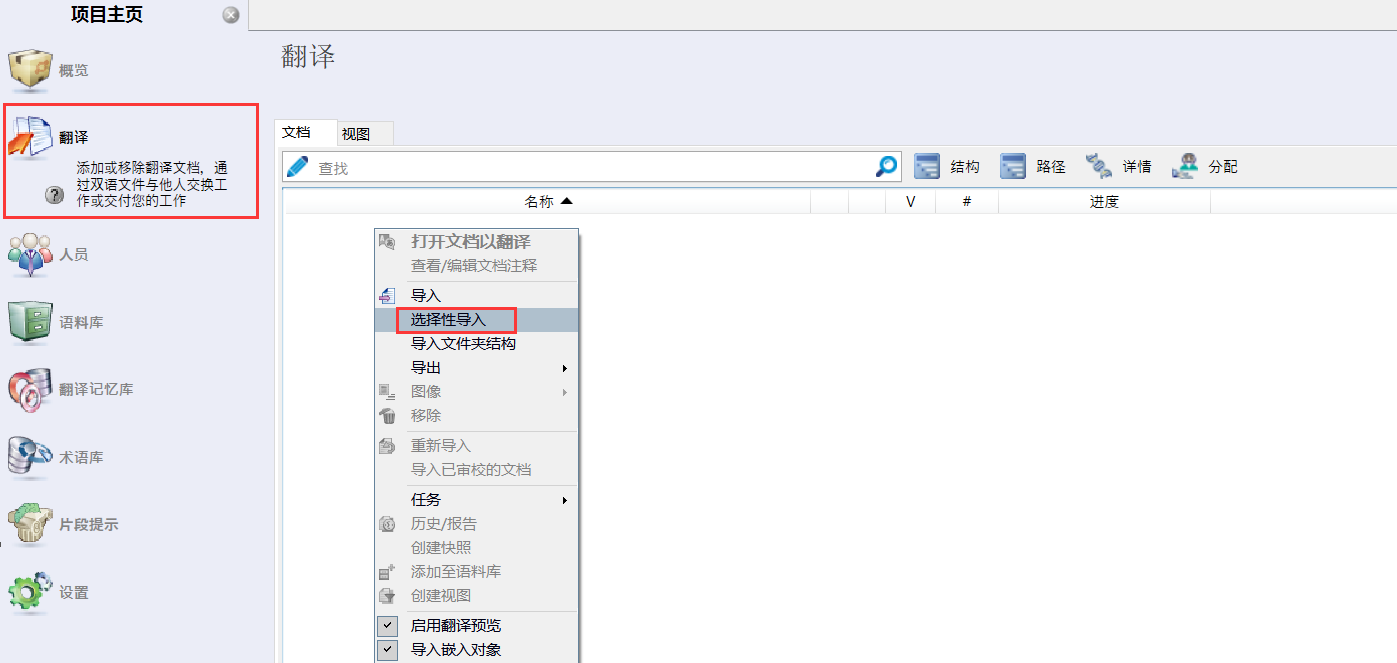 项目主页
概览
翻译
添加或移除翻译文档，通
过双语文件与他人交换工
作或交付您的工作
人员
语料库
翻译记忆库
术语库
片段提示
设置
翻译
文档
视图
查找
结构
路径
详情
分配
名称
V
#
进度
打开文档以翻译
查看/编辑文档注释
导入
选择性导入
导入文件夹结构
导出
图像
移除
重新导入
导入已审校的文档
任务
历史/报告
创建快照
添加至语料库
创建视图
启用翻译预览
导入嵌入对象